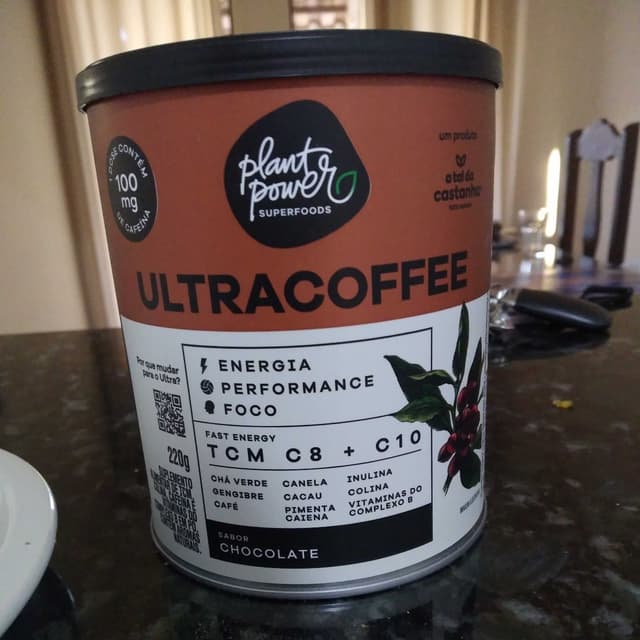 1 DOSE CONTÉM
100
mg
DE CAFEÍNA
plant
power
SUPERFOODS
um produto
a tal da
castanha
ULTRACOFFEE
Por que mudar
para o Ultra?
ENERGIA
PERFORMANCE
FOCO
FAST ENERGY
TCM C8 + C10
CHÁ VERDE
GENGIBRE
CAFÉ
CANELA
CACAU
PIMENTA
CAIENA
INULINA
COLINA
VITAMINAS DO
COMPLEXO B
220g
SUPLEMENTO
NATURAIS.
SABOR
CHOCOLATE